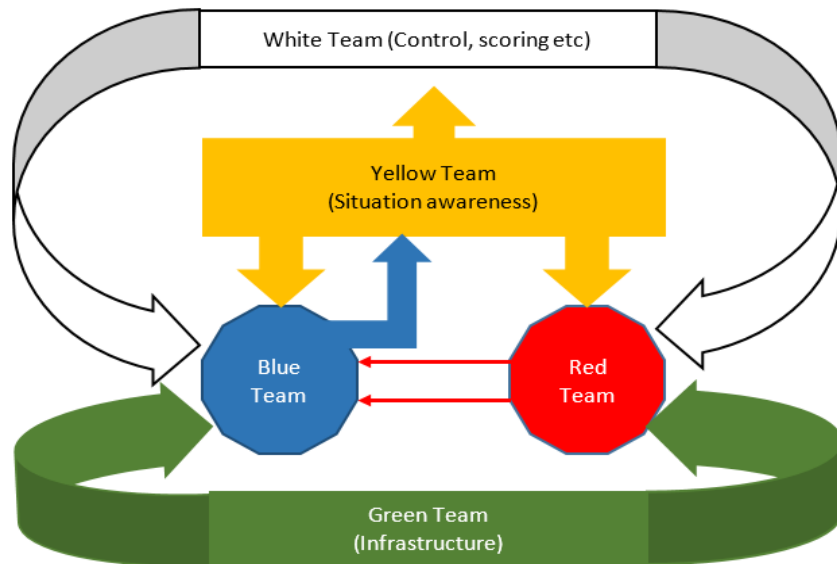 White Team (Control, scoring etc)
Yellow Team
(Situation awareness)
Blue
Team
Red
Team
Green Team
(Infrastructure)